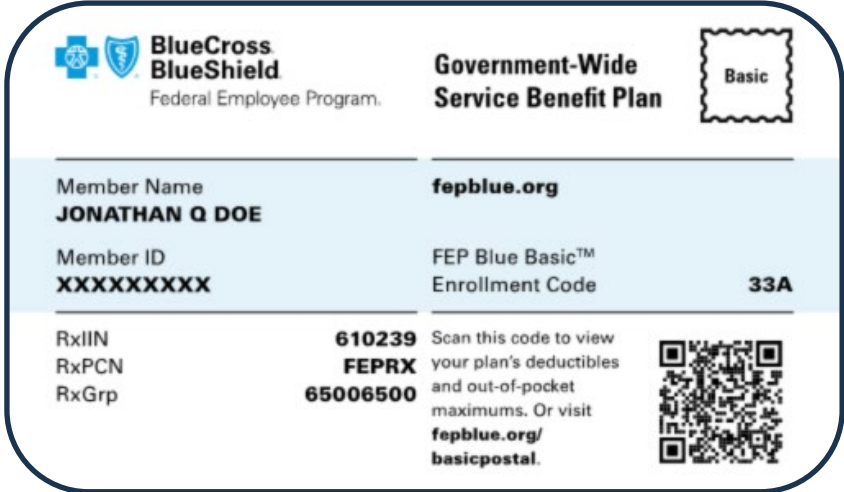 BlueCross
BlueShield
Federal Employee Program.
Government-Wide
Service Benefit Plan
Basic
Member Name
JONATHAN Q DOE
fepblue.org
Member ID
XXXXXXXXX
FEP Blue Basic™
Enrollment Code 33A
RxIIN 610239
RxPCN FEPRX
RxGrp 65006500
Scan this code to view
your plan's deductibles
and out-of-pocket
maximums. Or visit
fepblue.org/
basicpostal.